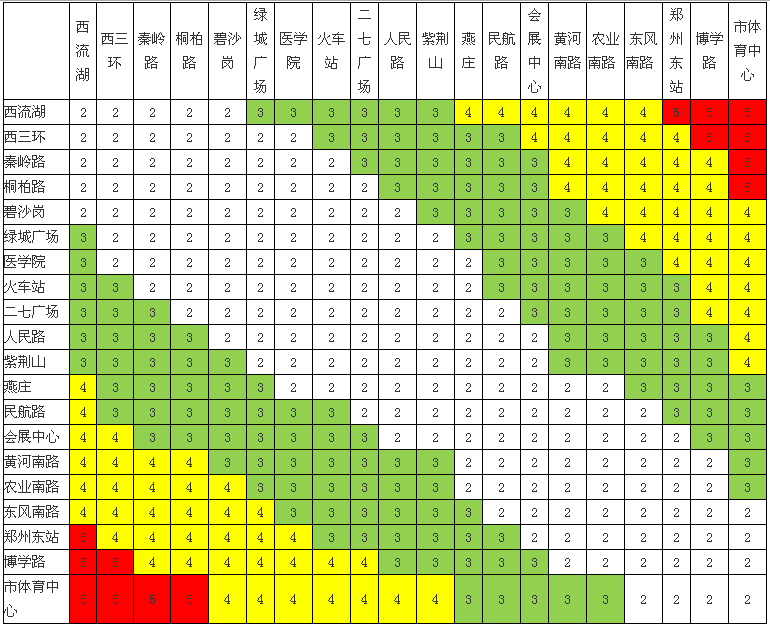 西流湖 西三环 秦岭路 桐柏路 碧沙岗 绿城广场 医学院 火车站 二七广场 人民路 紫荆山 燕庄 民航路 会展中心 黄河南路 农业南路 东风南路 郑州东站 博学路 市体育中心
西流湖 2 2 2 2 2 3 3 3 3 3 3 4 4 4 4 4 4 5 5 5
西三环 2 2 2 2 2 2 2 3 3 3 3 3 3 4 4 4 4 4 5 5
秦岭路 2 2 2 2 2 2 2 2 3 3 3 3 3 3 4 4 4 4 4 5
桐柏路 2 2 2 2 2 2 2 2 2 3 3 3 3 3 4 4 4 4 4 5
碧沙岗 2 2 2 2 2 2 2 2 2 2 3 3 3 3 3 4 4 4 4 4
绿城广场 3 2 2 2 2 2 2 2 2 2 2 3 3 3 3 3 4 4 4 4
医学院 3 2 2 2 2 2 2 2 2 2 2 2 3 3 3 3 3 4 4 4
火车站 3 3 2 2 2 2 2 2 2 2 2 2 3 3 3 3 3 3 4 4
二七广场 3 3 3 2 2 2 2 2 2 2 2 2 2 3 3 3 3 3 4 4
人民路 3 3 3 3 2 2 2 2 2 2 2 2 2 2 3 3 3 3 3 4
紫荆山 3 3 3 3 3 2 2 2 2 2 2 2 2 2 3 3 3 3 3 4
燕庄 4 3 3 3 3 3 2 2 2 2 2 2 2 2 2 2 3 3 3 3
民航路 4 3 3 3 3 3 3 3 2 2 2 2 2 2 2 2 2 3 3 3
会展中心 4 4 3 3 3 3 3 3 3 2 2 2 2 2 2 2 2 2 3 3
黄河南路 4 4 4 4 3 3 3 3 3 3 3 2 2 2 2 2 2 2 2 3
农业南路 4 4 4 4 4 3 3 3 3 3 3 2 2 2 2 2 2 2 2 3
东风南路 4 4 4 4 4 4 3 3 3 3 3 3 2 2 2 2 2 2 2 2
郑州东站 5 4 4 4 4 4 4 3 3 3 3 3 3 2 2 2 2 2 2 2
博学路 5 5 4 4 4 4 4 4 4 3 3 3 3 3 2 2 2 2 2 2
市体育中心 5 5 5 5 4 4 4 4 4 4 4 3 3 3 3 3 2 2 2 2